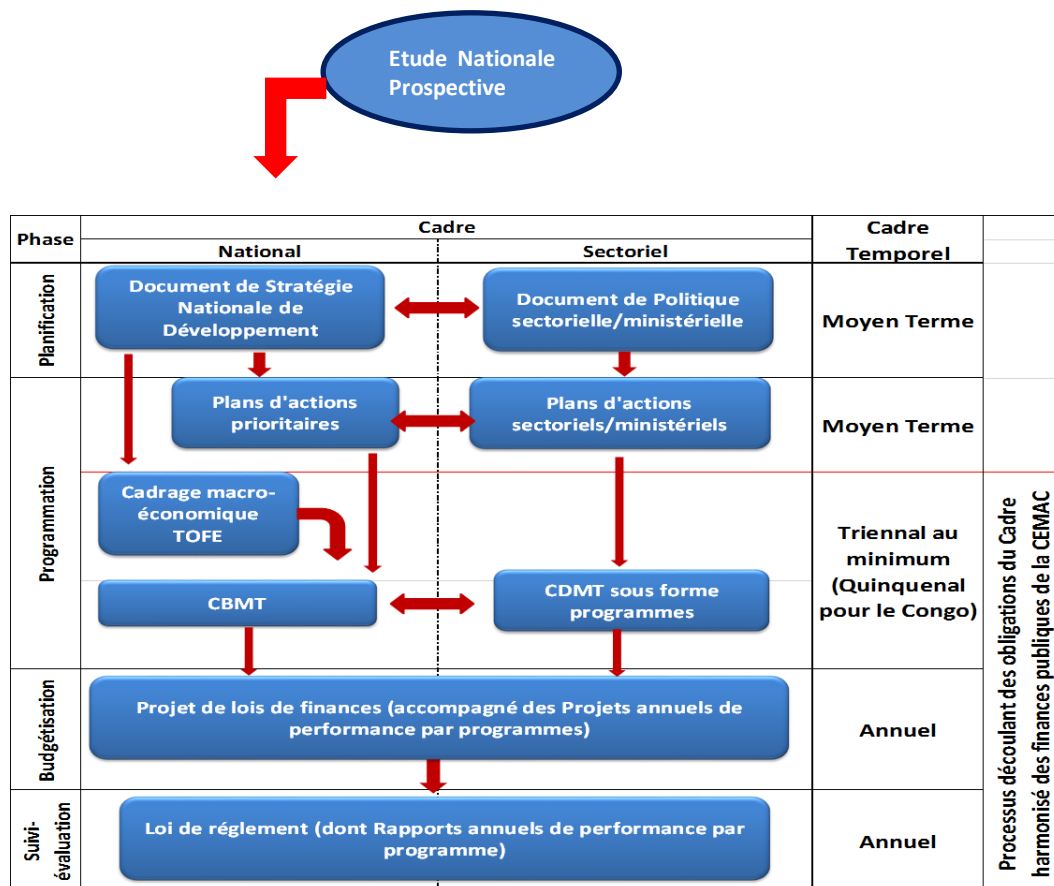 Etude Nationale
Prospective
Phase
Cadre
National
Sectoriel
Cadre
Temporel
Planification
Document de Stratégie
Nationale de
Développement
Document de Politique
sectorielle/ministérielle
Moyen Terme
Programmation
Plans d'actions
prioritaires
Plans d'actions
sectoriels/ministériels
Moyen Terme
Cadrage macro-
économique
TOFE
CBMT
CDMT sous forme
programmes
Triennal au
minimum
(Quinquenal
pour le Congo)
Budgétisation
Projet de lois de finances (accompagné des Projets annuels de
performance par programmes)
Annuel
Suivi-
évaluation
Loi de réglement (dont Rapports annuels de performance par
programme)
Annuel
Processus découlant des obligations du Cadre
harmonisé des finances publiques de la CEMAC